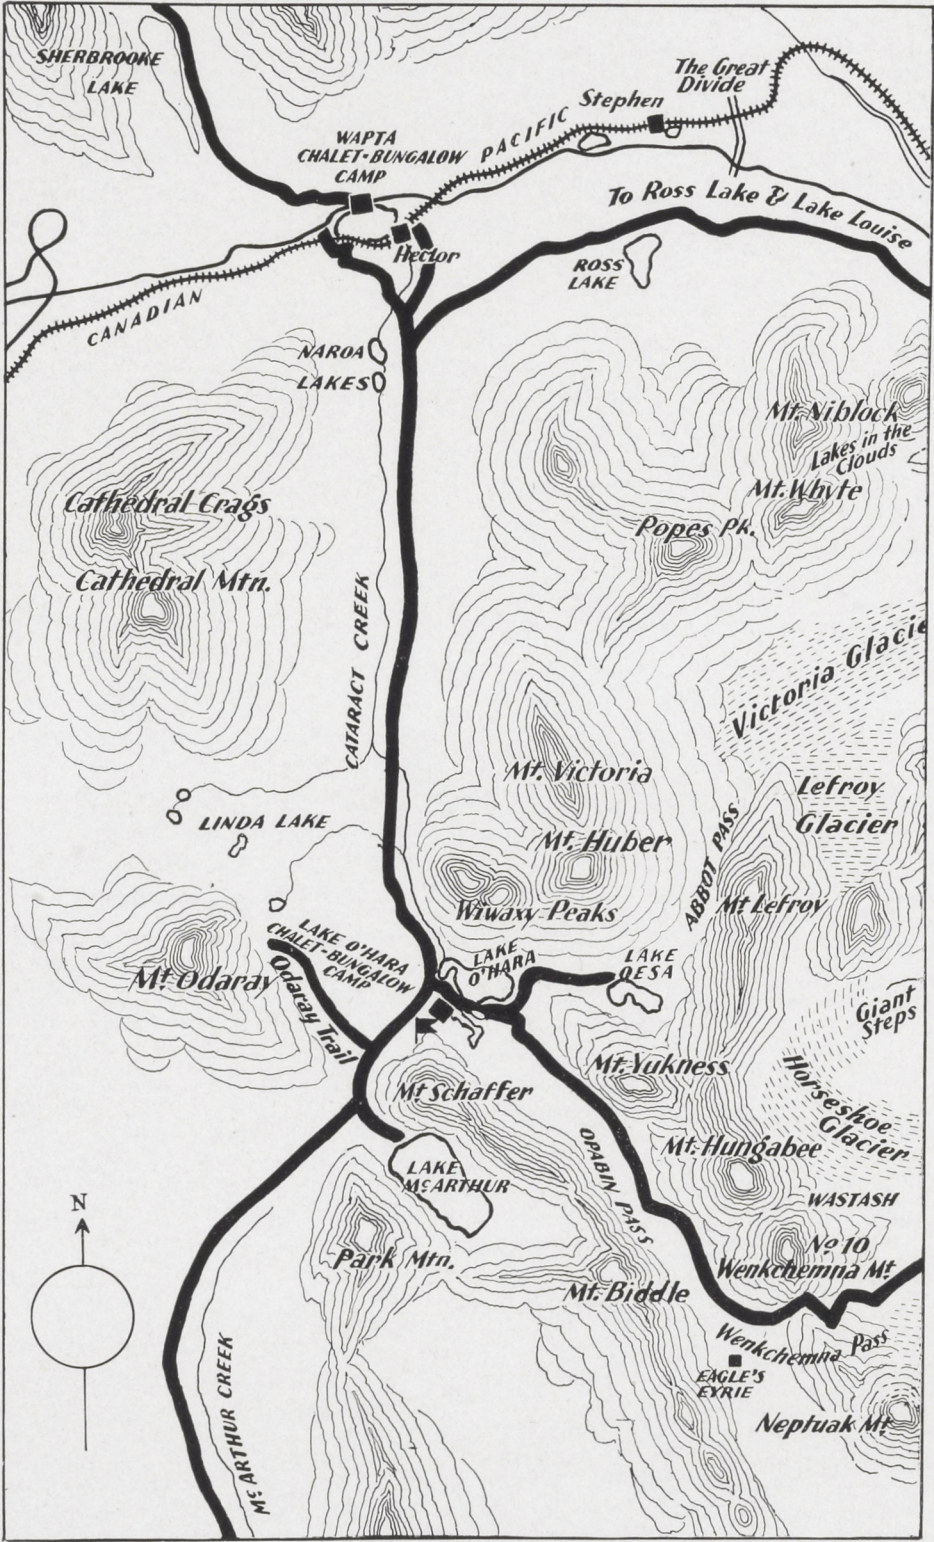 SHERBROOKE
LAKE
The Great
Divide
Stephen
WAPTA
CHALET-BUNGALOW
CAMP
PACIFIC
To Ross Lake & Lake Louise
Hector
ROSS
LAKE
CANADIAN
NAROA
LAKES
Mt. Niblock
Lakes in the
Clouds
Mt. Whyte
Cathedral Crags
Popes Pk.
Cathedral Mtn.
CATARACT CREEK
Victoria Glacie
Mt. Victoria
Lefroy
Glacier
LINDA LAKE
Mt. Huber
ABBOT PASS
Mt Lefroy
Wiwaxy Peaks
LAKE O'HARA
CHALET-BUNGALOW
CAMP
LAKE
O'HARA
LAKE
OESA
Mt. Odaray
Odaray Trail
Giant
Steps
Mt. Yukness
Mt Schaffer
Horseshoe
Glacier
OPABIN PASS
Mt. Hungabee
LAKE
McARTHUR
WASTASH
N
No 10
Wenkchemna Mt
Park Mtn.
Mt. Biddle
Wenkchemna Pass
EAGLE'S
EYRIE
Neptuak Mt.
McARTHUR CREEK